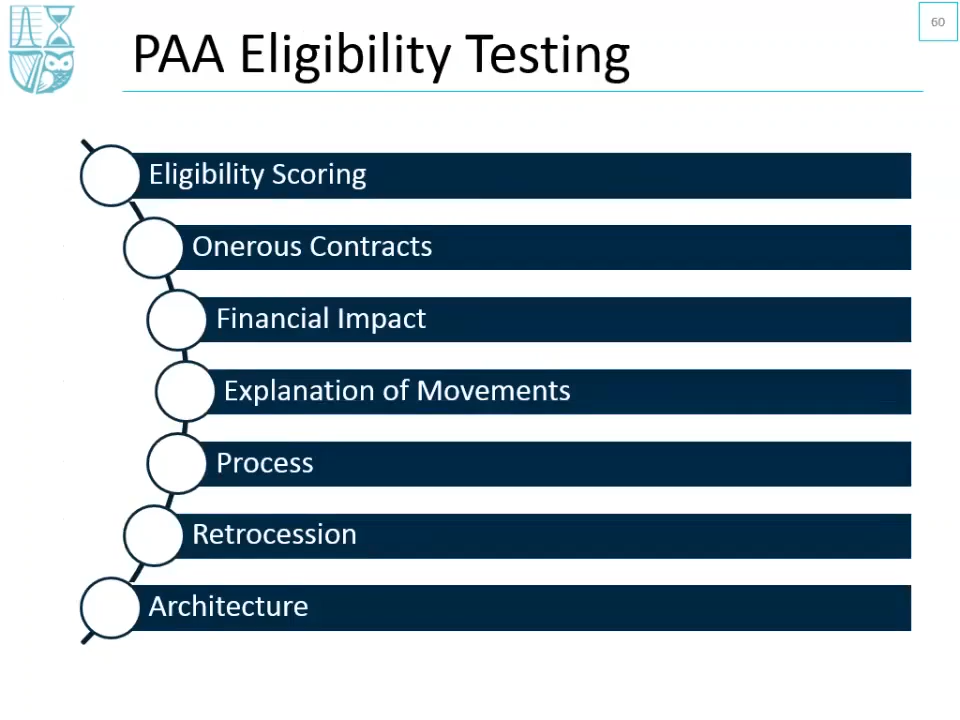 60
PAA Eligibility Testing
Eligibility Scoring
Onerous Contracts
Financial Impact
Explanation of Movements
Process
Retrocession
Architecture